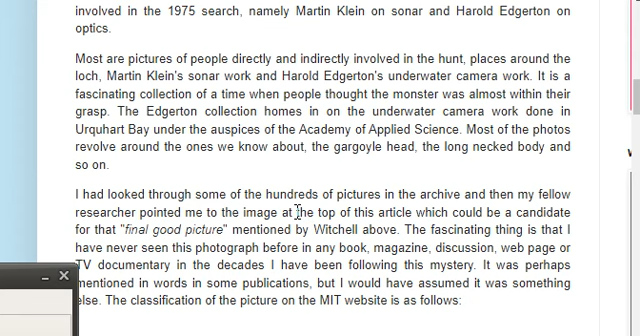 involved in the 1975 search, namely Martin Klein on sonar and Harold Edgerton on
optics.
Most are pictures of people directly and indirectly involved in the hunt, places around the
loch, Martin Klein's sonar work and Harold Edgerton's underwater camera work. It is a
fascinating collection of a time when people thought the monster was almost within their
grasp. The Edgerton collection homes in on the underwater camera work done in
Urquhart Bay under the auspices of the Academy of Applied Science. Most of the photos
revolve around the ones we know about, the gargoyle head, the long necked body and
so on.
I had looked through some of the hundreds of pictures in the archive and then my fellow
researcher pointed me to the image at the top of this article which could be a candidate
for that "final good picture" mentioned by Witchell above. The fascinating thing is that I
have never seen this photograph before in any book, magazine, discussion, web page or
TV documentary in the decades I have been following this mystery. It was perhaps
mentioned in words in some publications, but I would have assumed it was something
else. The classification of the picture on the MIT website is as follows: